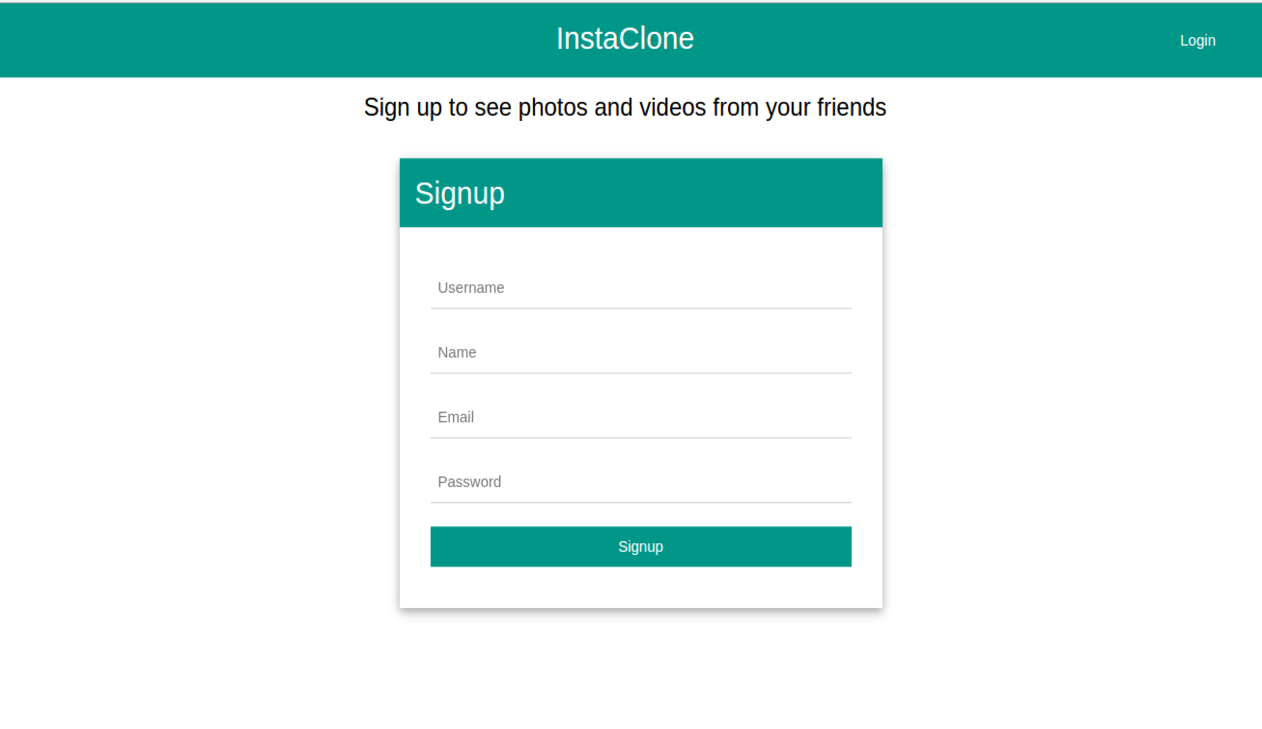 InstaClone
Login
Sign up to see photos and videos from your friends
Signup
Username
Name
Email
Password
Signup